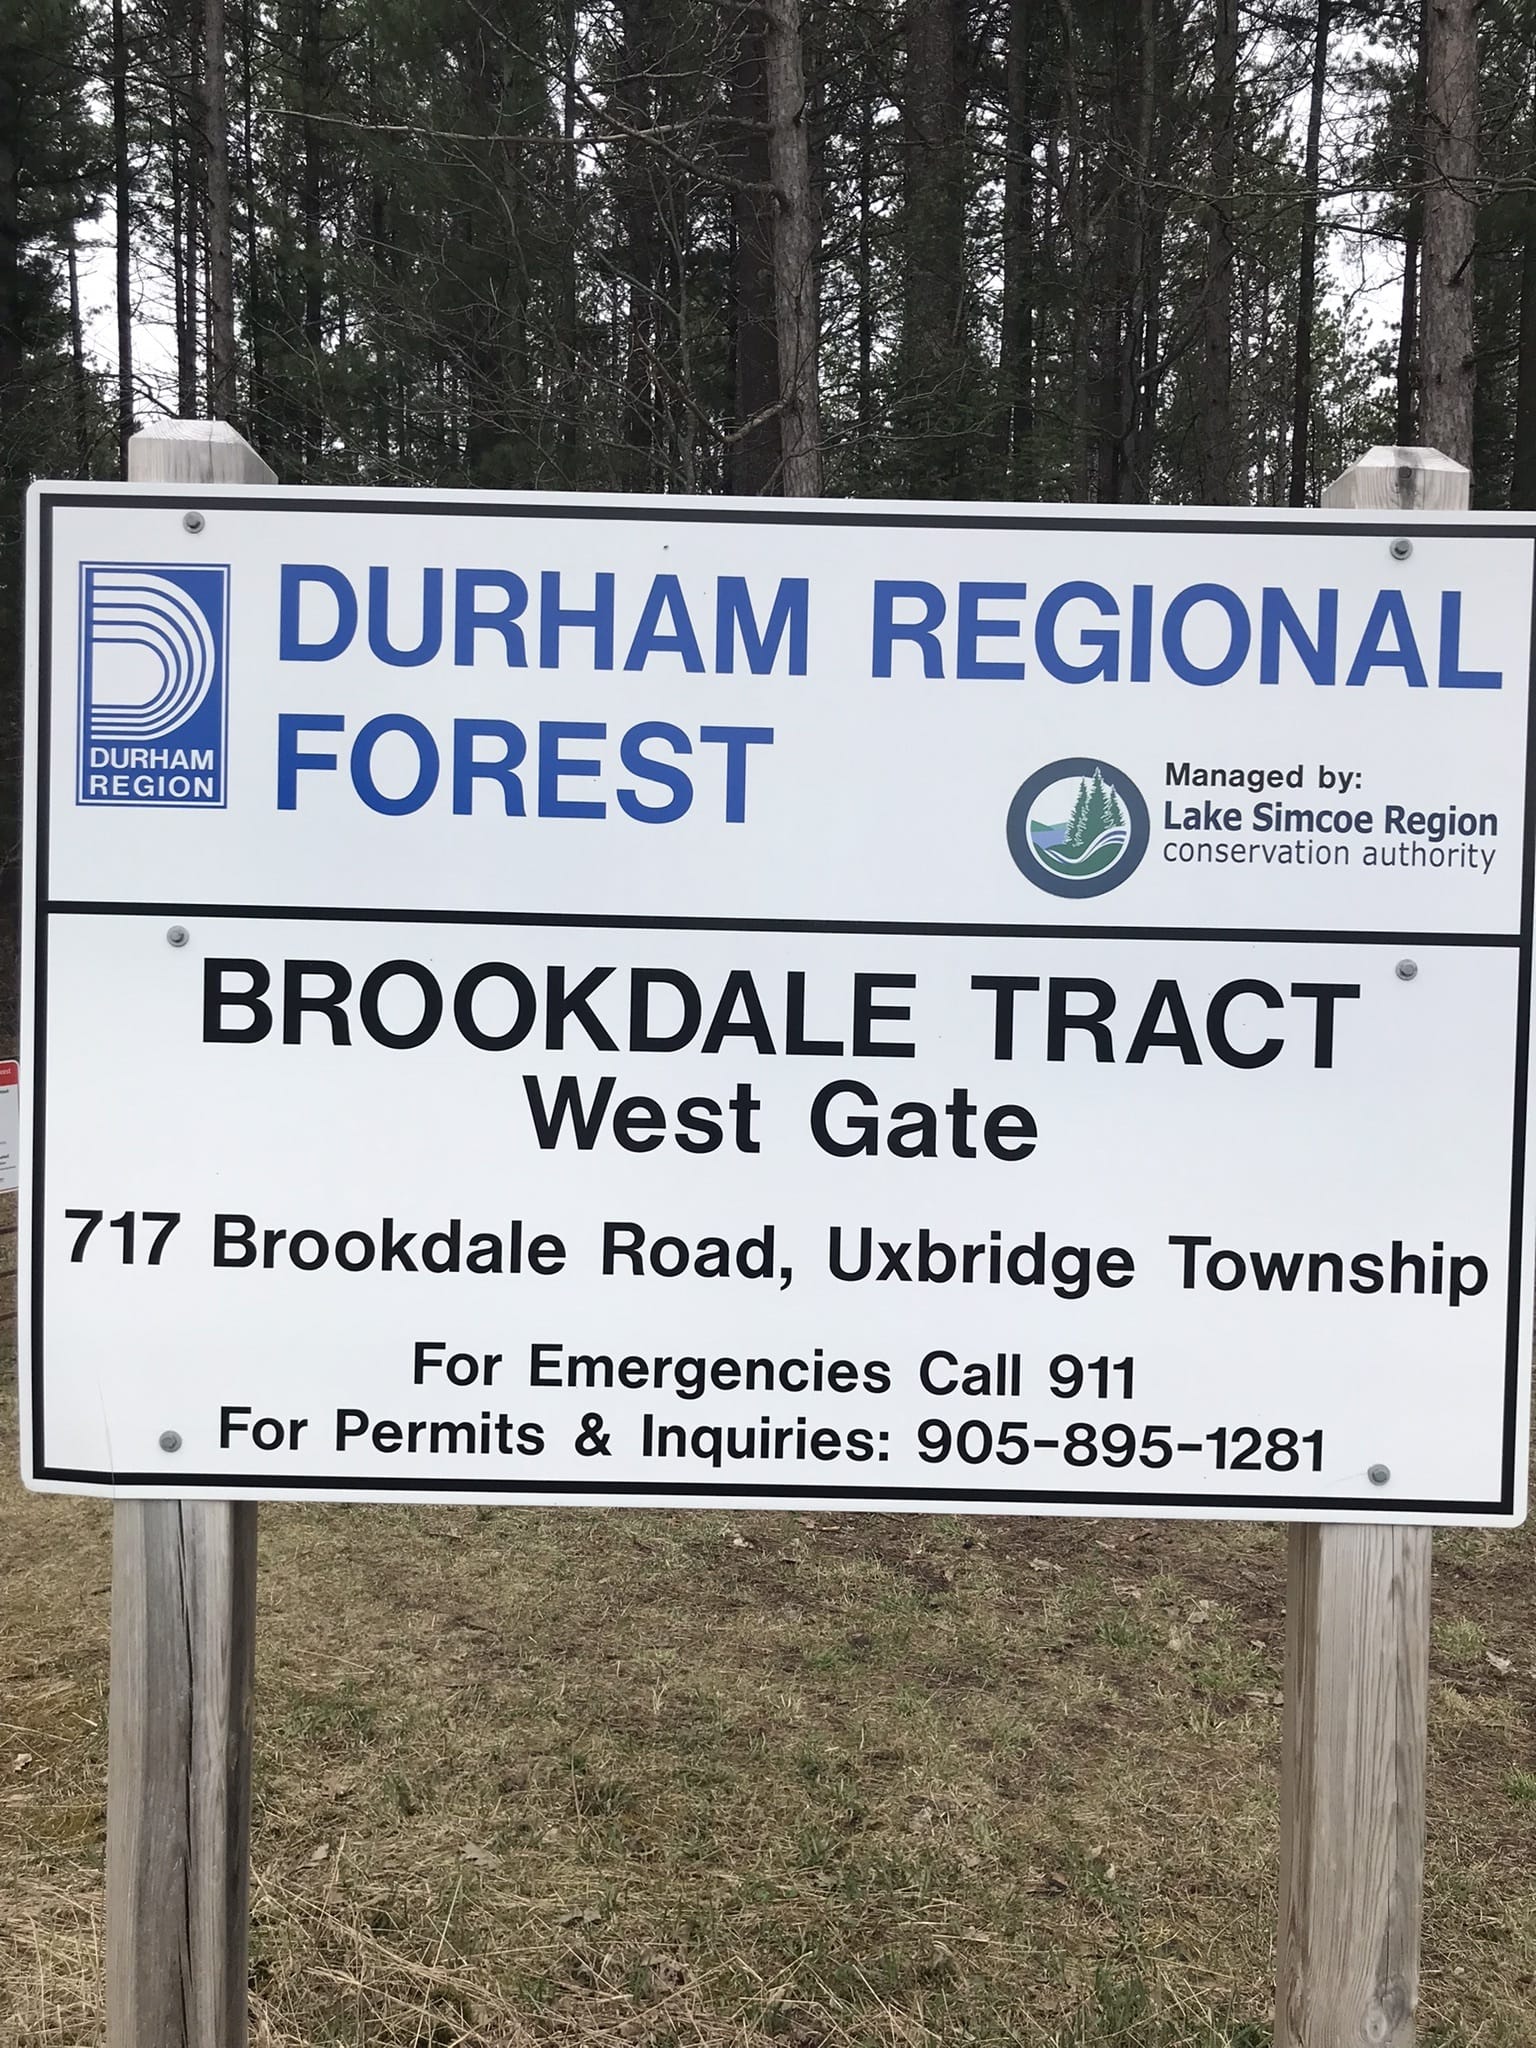 DURHAM REGIONAL
FOREST
DURHAM
REGION
Managed by:
Lake Simcoe Region
conservation authority
BROOKDALE TRACT
West Gate
717 Brookdale Road, Uxbridge Township
For Emergencies Call 911
For Permits & Inquiries: 905-895-1281